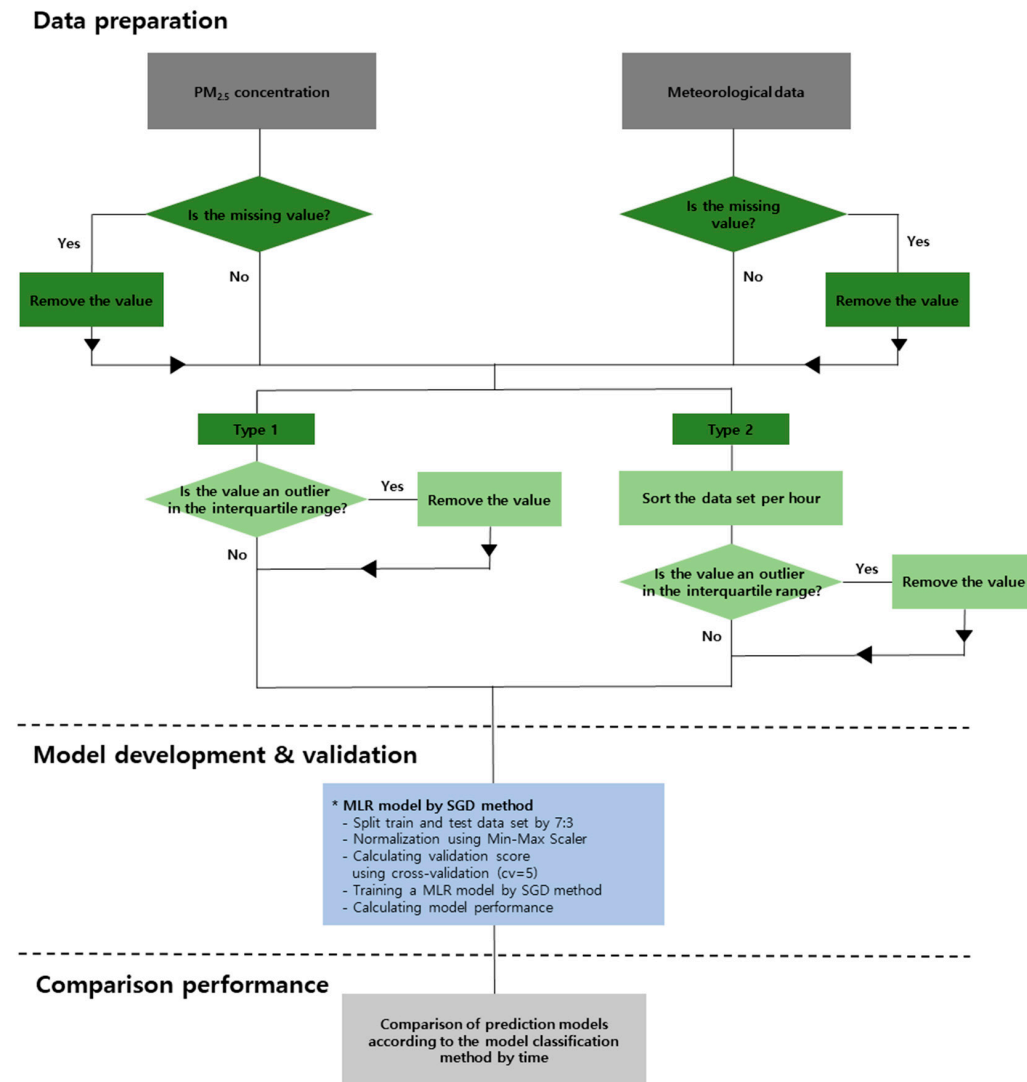 Data preparation
PM₂.₅ concentration
Meteorological data
Is the missing value?
Is the missing
value?
Yes
No
No
Yes
Remove the value
Remove the value
Type 1
Type 2
Is the value an outlier
in the interquartile range?
Yes
Remove the value
Sort the data set per hour
No
Is the value an outlier
in the interquartile range?
Yes
Remove the value
No
Model development & validation
* MLR model by SGD method
- Split train and test data set by 7:3
- Normalization using Min-Max Scaler
- Calculating validation score
using cross-validation (cv=5)
- Training a MLR model by SGD method
- Calculating model performance
Comparison performance
Comparison of prediction models
according to the model classification
method by time